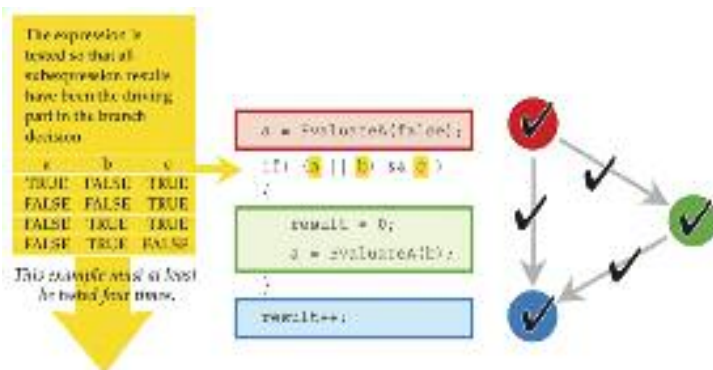 The expression is
tested so that all
subexpression results
have been the driving
part in the branch
decision
a b c
TRUE FALSE TRUE
FALSE FALSE TRUE
FALSE TRUE TRUE
FALSE TRUE FALSE
This example must at least
be tested four times.
a = EvaluateA(false);
if( (a || b) && c )
{
result = 0;
a = EvaluateA(b);
}
result++;